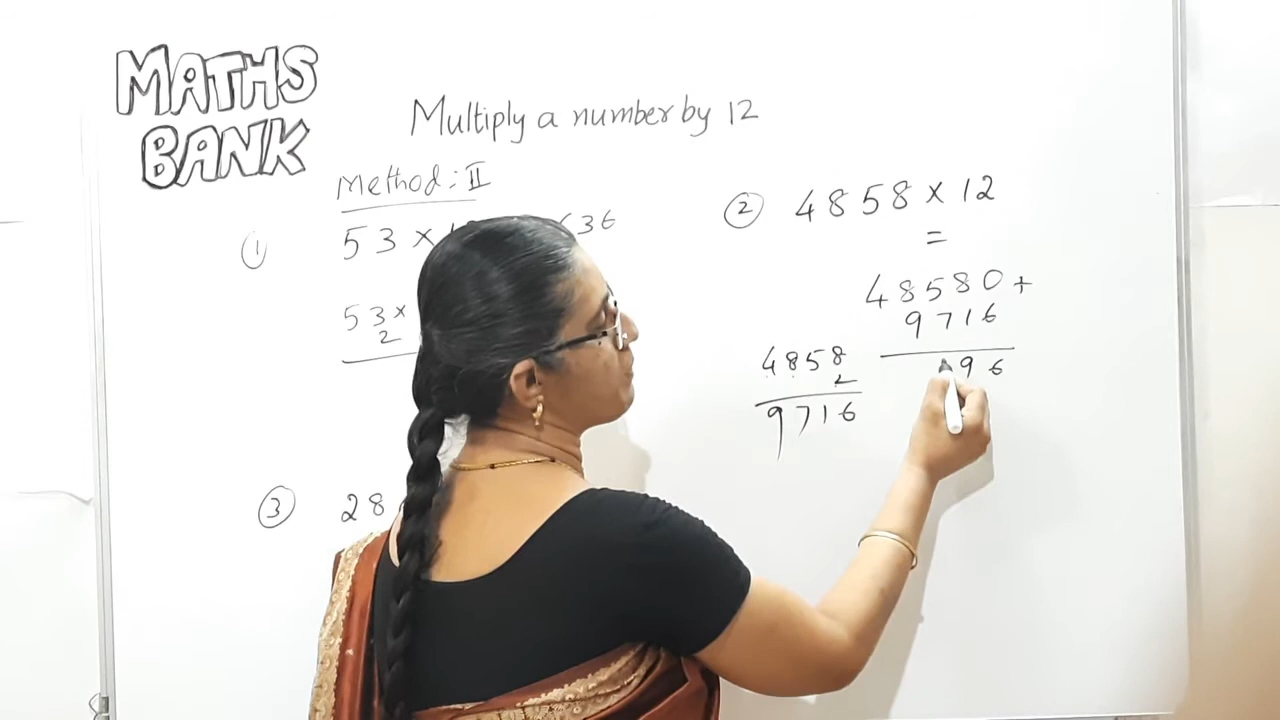 MATHS
BANK
Multiply a number by 12
Method: II
① 53 ×
636
53 ×
2
② 4858 × 12
=
48580 +
9716
96
4858
2
9716
③ 28